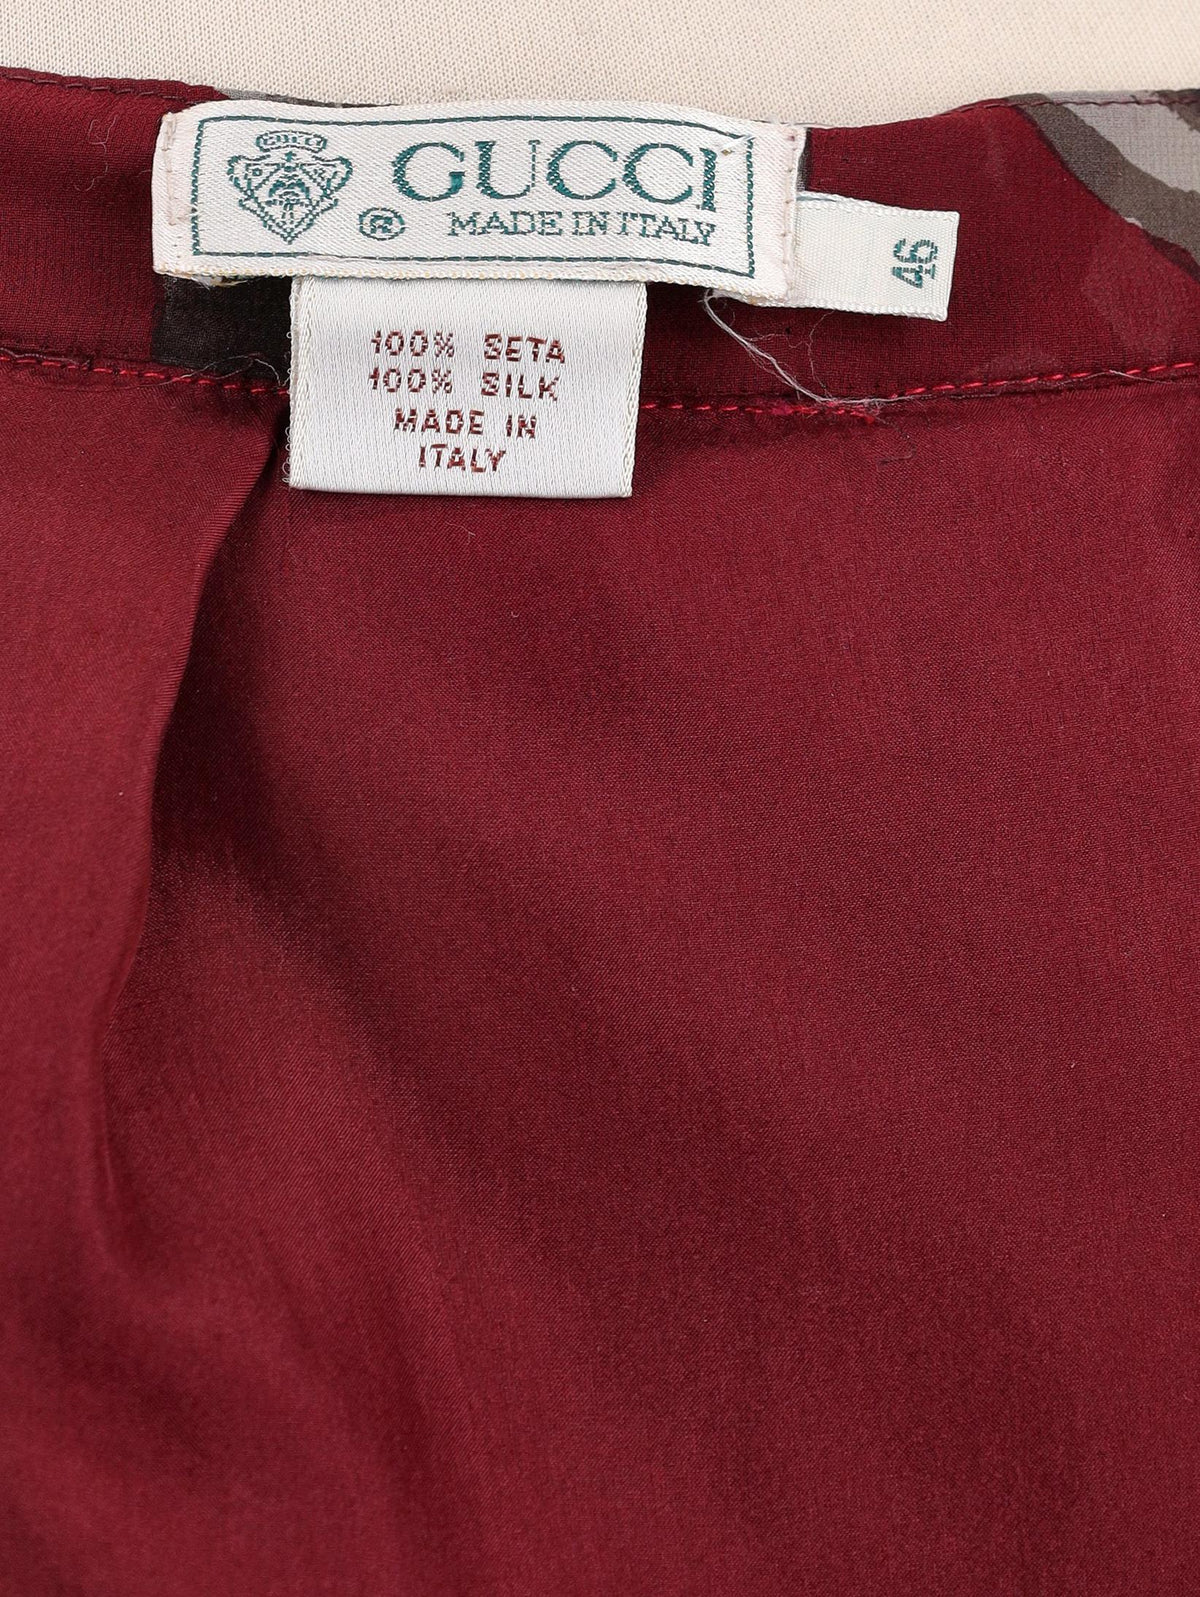 GUCCI
® MADE IN ITALY
46
100% SETA
100% SILK
MADE IN
ITALY